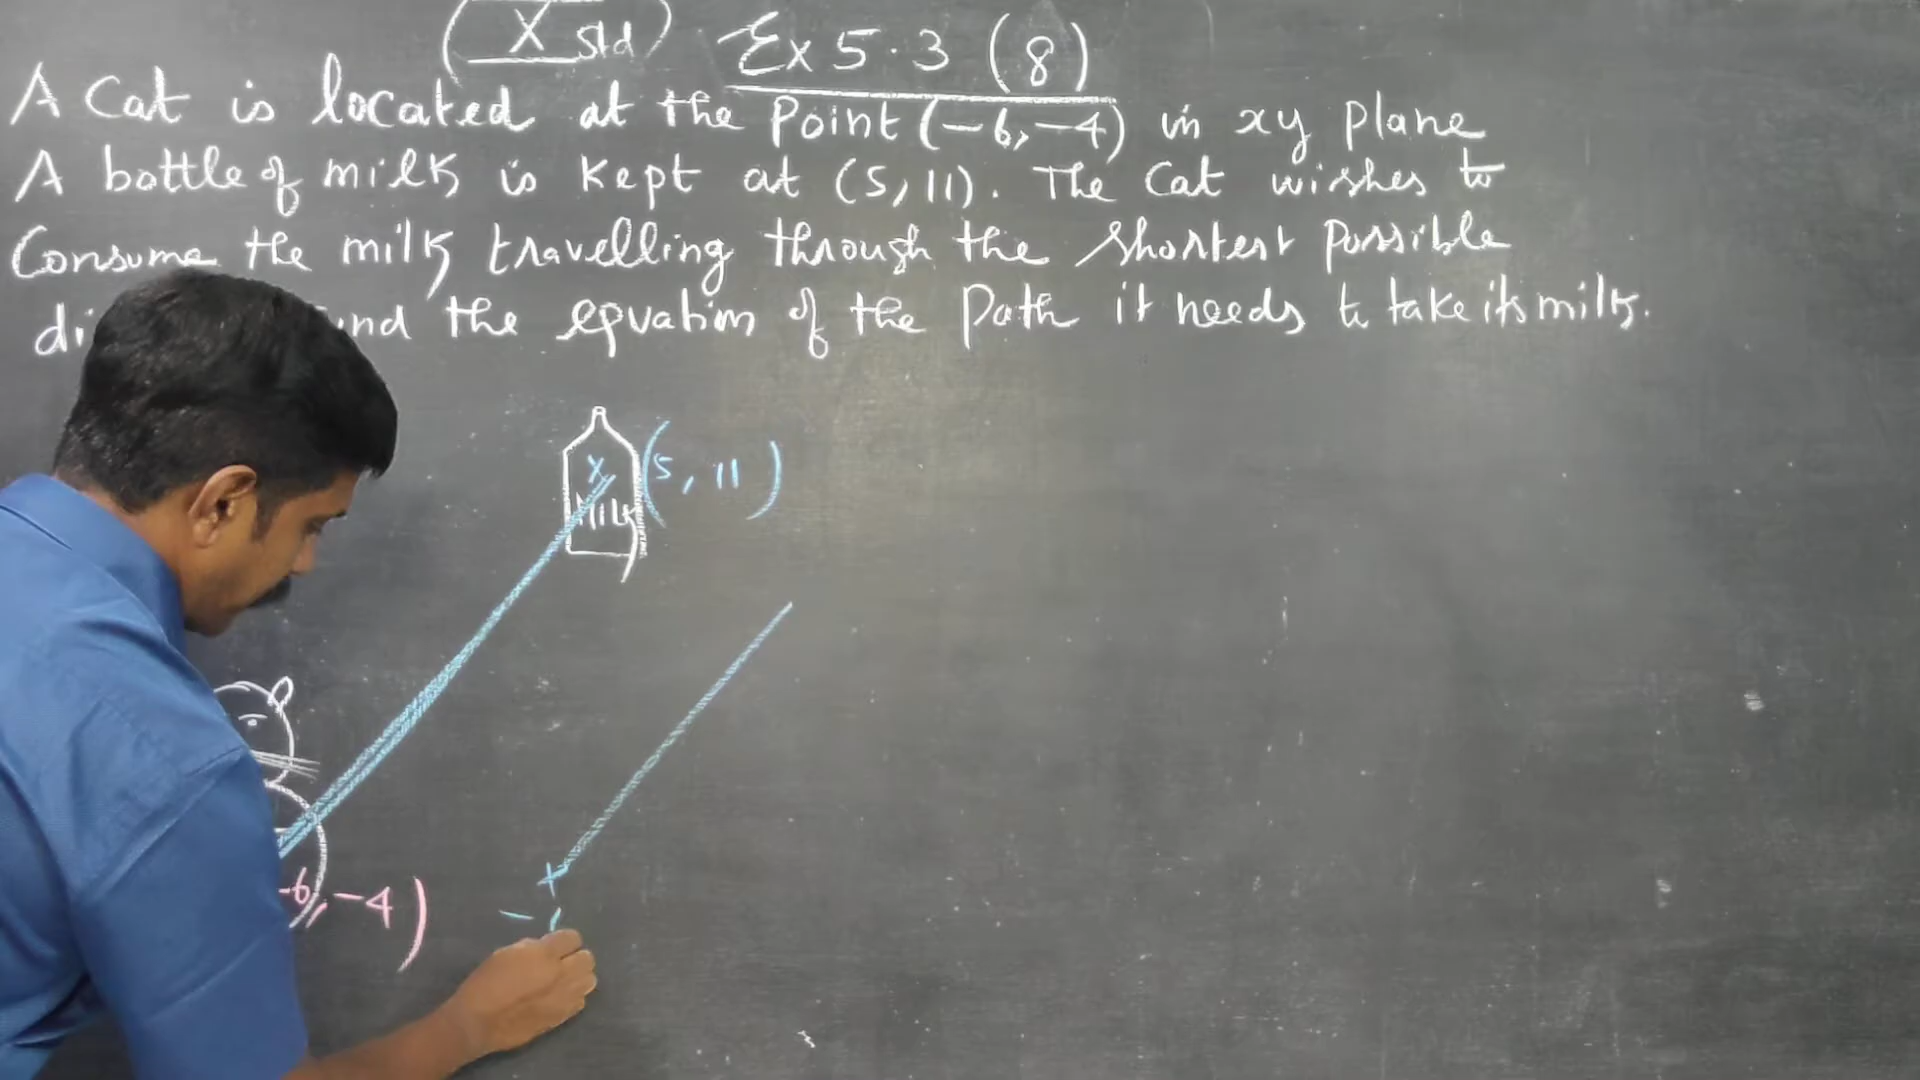 X std Ex 5.3 (8)
A Cat is located at the Point (-6,-4) in xy plane
A bottle of milk is kept at (5,11). The Cat wishes to
Consume the milk travelling through the shortest possible
the equation of the Path it needs to take its milk.
X (5, 11)
Milk
-6, -4)